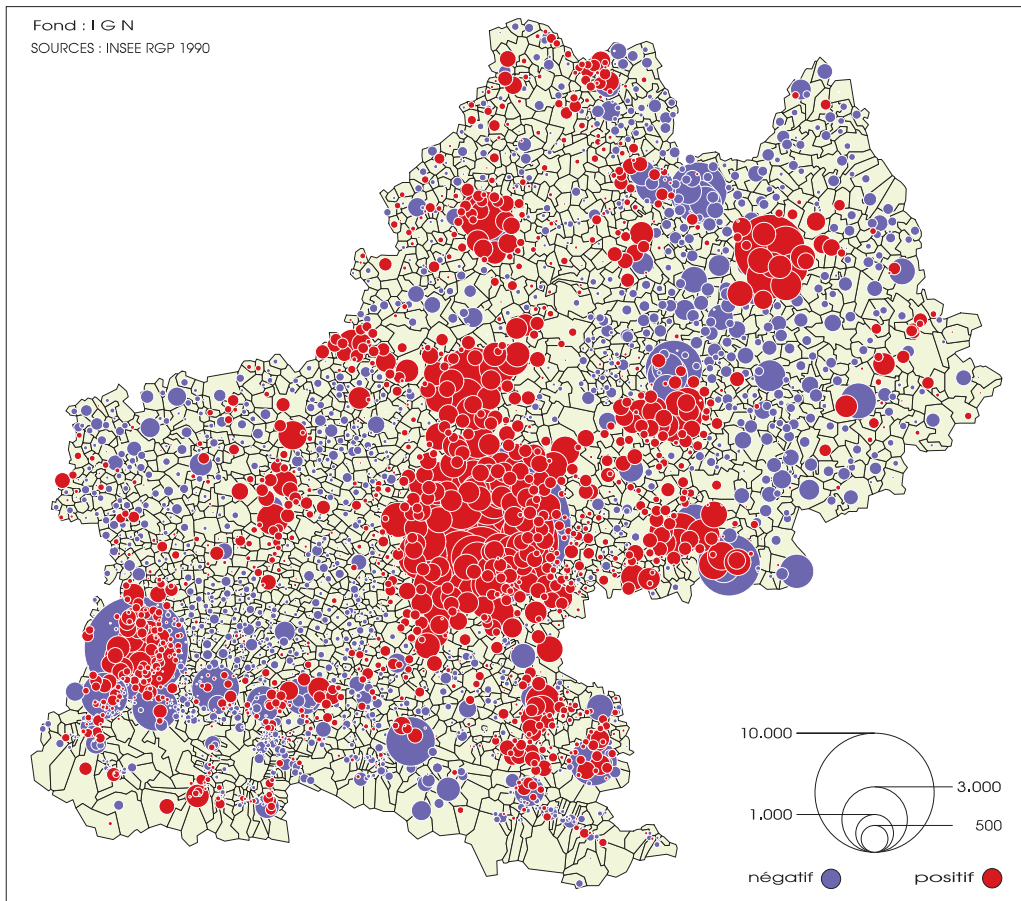 Fond : I G N
SOURCES : INSEE RGP 1990
10.000
3.000
1.000
500
négatif
positif